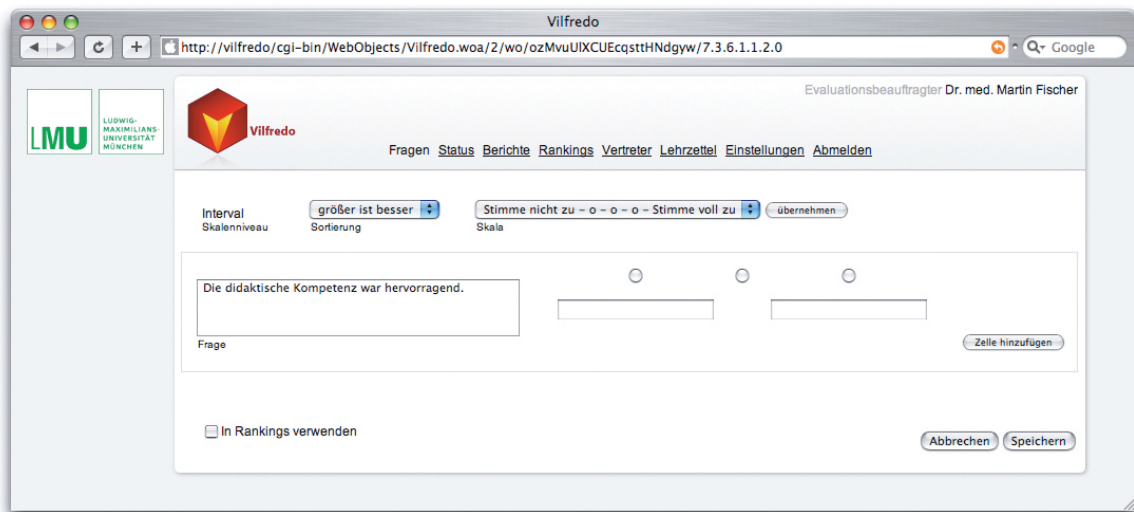 Vilfredo
http://vilfredo/cgi-bin/WebObjects/Vilfredo.woa/2/wo/ozMvuUlXCUEcqsttHNdgyw/7.3.6.1.1.2.0
Google
LMU
LUDWIG-
MAXIMILIANS-
UNIVERSITÄT
MÜNCHEN
Vilfredo
Evaluationsbeauftragter Dr. med. Martin Fischer
Fragen Status Berichte Rankings Vertreter Lehrzettel Einstellungen Abmelden
Interval
Skalenniveau
größer ist besser
Sortierung
Stimme nicht zu – o – o – o – Stimme voll zu
Skala
übernehmen
Die didaktische Kompetenz war hervorragend.
Frage
Zelle hinzufügen
In Rankings verwenden
Abbrechen
Speichern